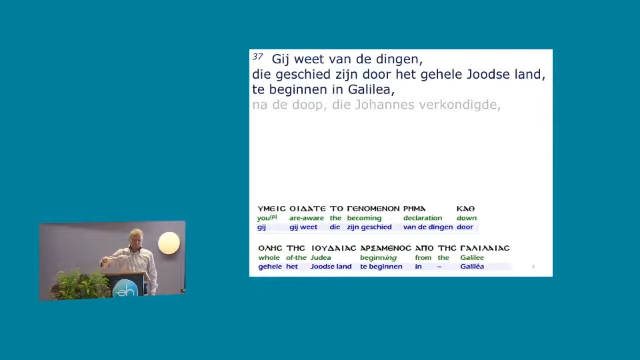 37 Gij weet van de dingen,
die geschied zijn door het gehele Joodse land,
te beginnen in Galilea,
na de doop, die Johannes verkondigde,
ΥΜΕΙϹ ΟΙΔΑΤΕ ΤΟ ΓΕΝΟΜΕΝΟΝ ΡΗΜΑ ΚΑΘ
you(p) are-aware the becoming declaration down
gij gij weet die zijn geschied van de dingen door
ΟΛΗϹ ΤΗϹ ΙΟΥΔΑΙΑϹ ΑΡΞΑΜΕΝΟϹ ΑΠΟ ΤΗϹ ΓΑΛΙΛΑΙΑϹ
whole of-the Judea beginning from the Galilee
gehele het Joodse land te beginnen in – Galiléa
eh